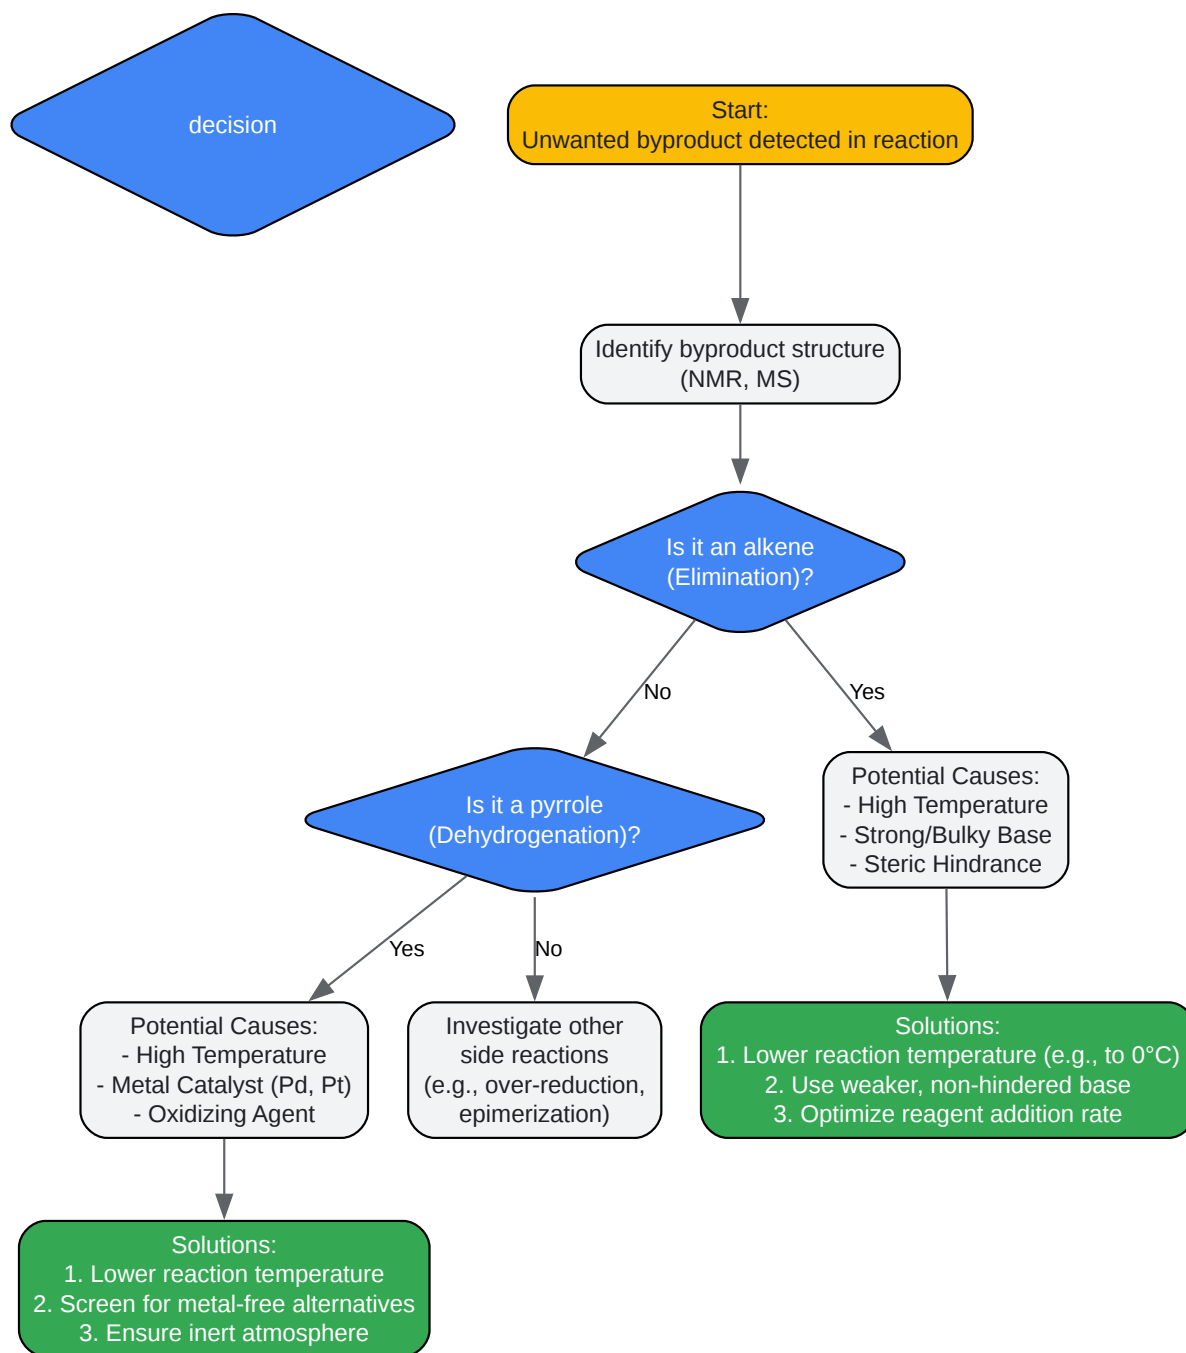 decision
Start:
Unwanted byproduct detected in reaction
Identify byproduct structure
(NMR, MS)
Is it an alkene
(Elimination)?
No
Yes
Is it a pyrrole
(Dehydrogenation)?
Potential Causes:
- High Temperature
- Strong/Bulky Base
- Steric Hindrance
Yes
No
Potential Causes:
- High Temperature
- Metal Catalyst (Pd, Pt)
- Oxidizing Agent
Investigate other
side reactions
(e.g., over-reduction,
epimerization)
Solutions:
1. Lower reaction temperature (e.g., to 0°C)
2. Use weaker, non-hindered base
3. Optimize reagent addition rate
Solutions:
1. Lower reaction temperature
2. Screen for metal-free alternatives
3. Ensure inert atmosphere